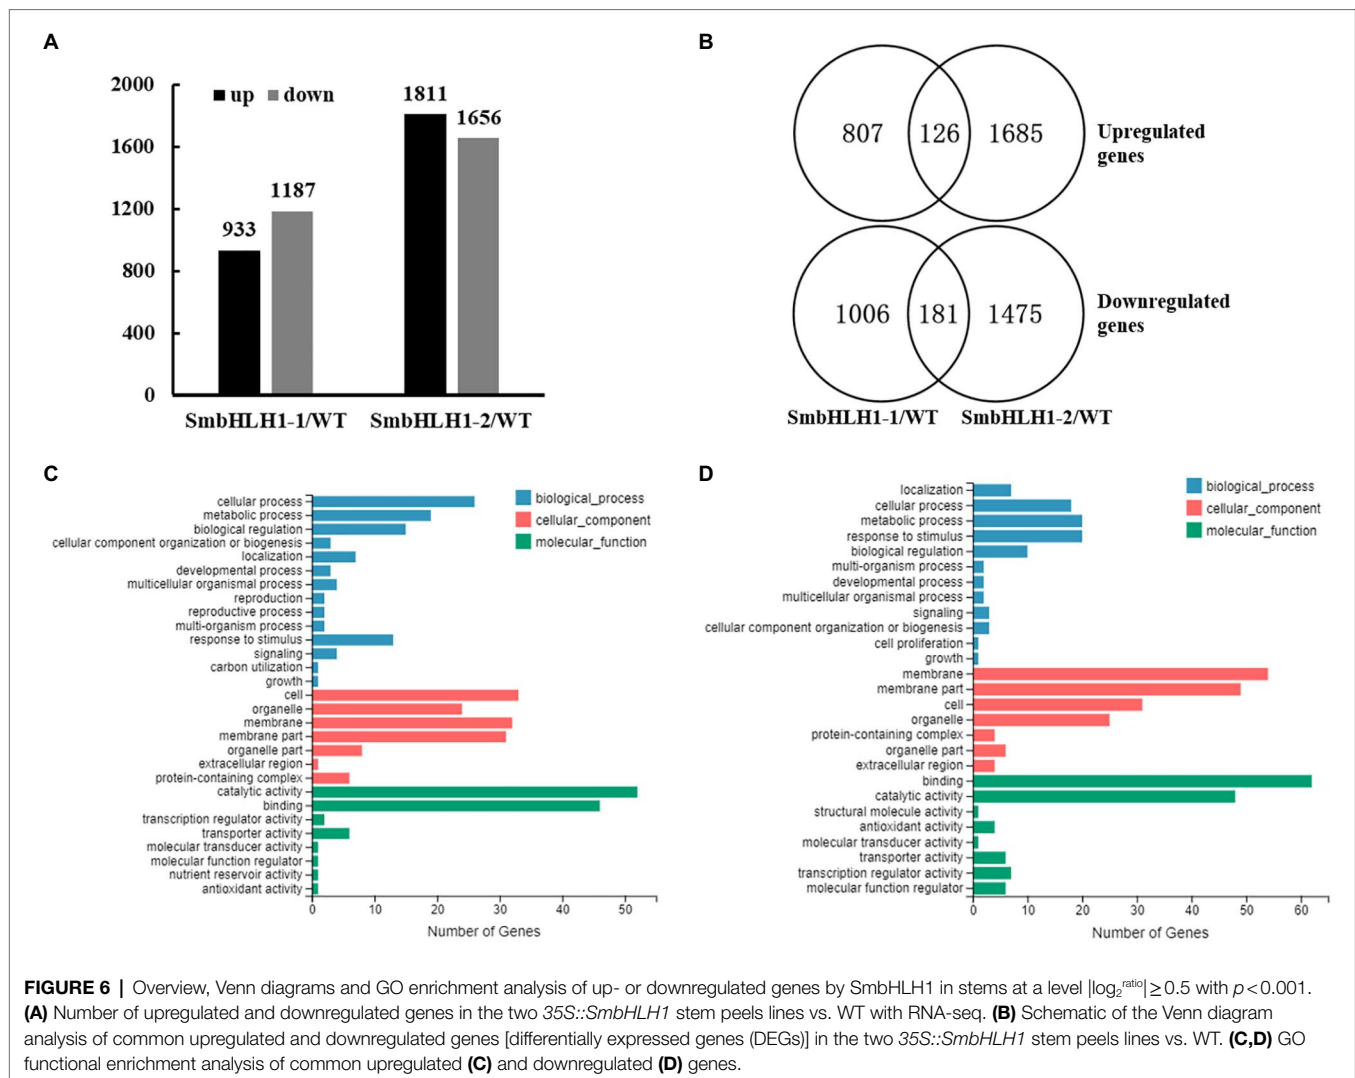 A
2000
1600
1200
800
400
0
up down
933
1187
1811
1656
SmbHLH1-1/WT SmbHLH1-2/WT
B
807 126 1685
Upregulated
genes
1006 181 1475
Downregulated
genes
SmbHLH1-1/WT SmbHLH1-2/WT
C
cellular process
metabolic process
biological regulation
cellular component organization or biogenesis
localization
developmental process
multicellular organismal process
reproduction
reproductive process
multi-organism process
response to stimulus
signaling
carbon utilization
growth
cell
organelle
membrane
membrane part
organelle part
extracellular region
protein-containing complex
catalytic activity
binding
transcription regulator activity
transporter activity
molecular transducer activity
molecular function regulator
nutrient reservoir activity
antioxidant activity
biological_process
cellular_component
molecular_function
0 10 20 30 40 50
Number of Genes
D
localization
cellular process
metabolic process
response to stimulus
biological regulation
multi-organism process
developmental process
multicellular organismal process
signaling
cellular component organization or biogenesis
cell proliferation
growth
membrane
membrane part
cell
organelle
protein-containing complex
organelle part
extracellular region
binding
catalytic activity
structural molecule activity
antioxidant activity
molecular transducer activity
transporter activity
transcription regulator activity
molecular function regulator
biological_process
cellular_component
molecular_function
0 10 20 30 40 50 60
Number of Genes
FIGURE 6 | Overview, Venn diagrams and GO enrichment analysis of up- or downregulated genes by SmbHLH1 in stems at a level |log₂ʳᵃᵗⁱᵒ| ≥ 0.5 with p < 0.001.
(A) Number of upregulated and downregulated genes in the two 35S::SmbHLH1 stem peels lines vs. WT with RNA-seq. (B) Schematic of the Venn diagram
analysis of common upregulated and downregulated genes [differentially expressed genes (DEGs)] in the two 35S::SmbHLH1 stem peels lines vs. WT. (C,D) GO
functional enrichment analysis of common upregulated (C) and downregulated (D) genes.